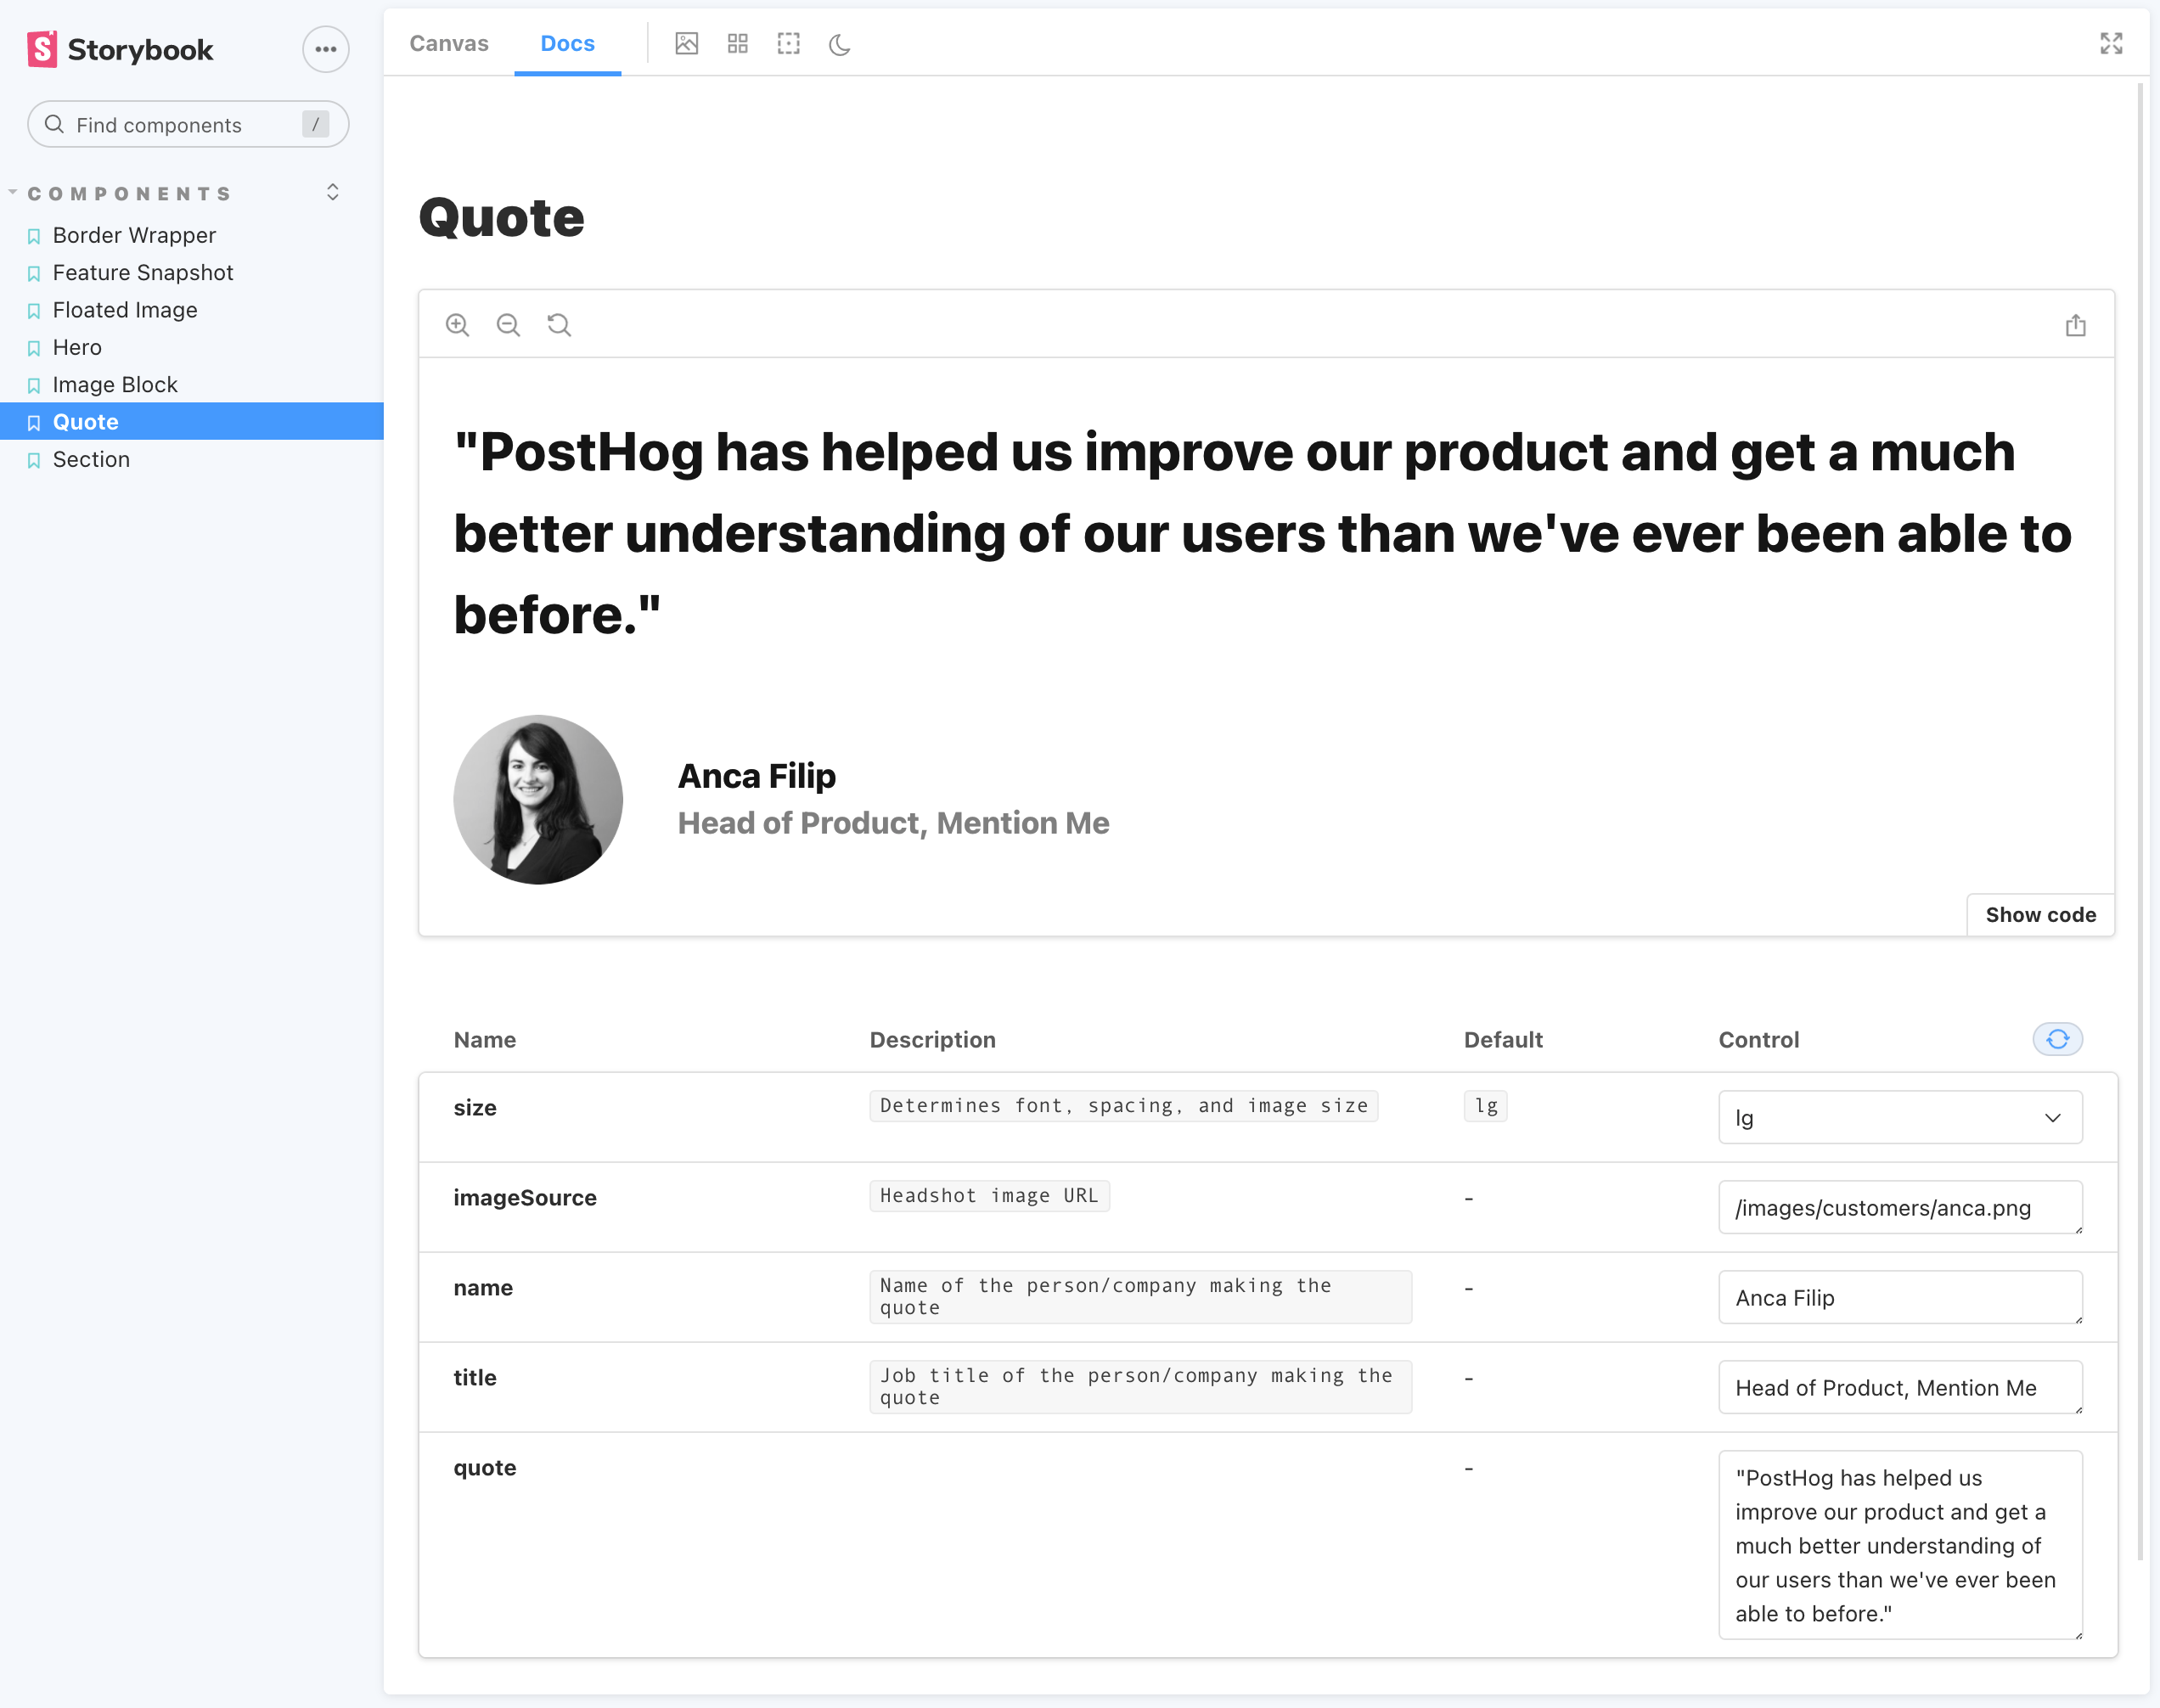 Storybook
Find components /
COMPONENTS
Border Wrapper
Feature Snapshot
Floated Image
Hero
Image Block
Quote
Section
Canvas Docs
Quote
"PostHog has helped us improve our product and get a much
better understanding of our users than we've ever been able to
before."
Anca Filip
Head of Product, Mention Me
Show code
Name Description Default Control
size Determines font, spacing, and image size lg lg
imageSource Headshot image URL - /images/customers/anca.png
name Name of the person/company making the
quote - Anca Filip
title Job title of the person/company making the
quote - Head of Product, Mention Me
quote - "PostHog has helped us
improve our product and get a
much better understanding of
our users than we've ever been
able to before."